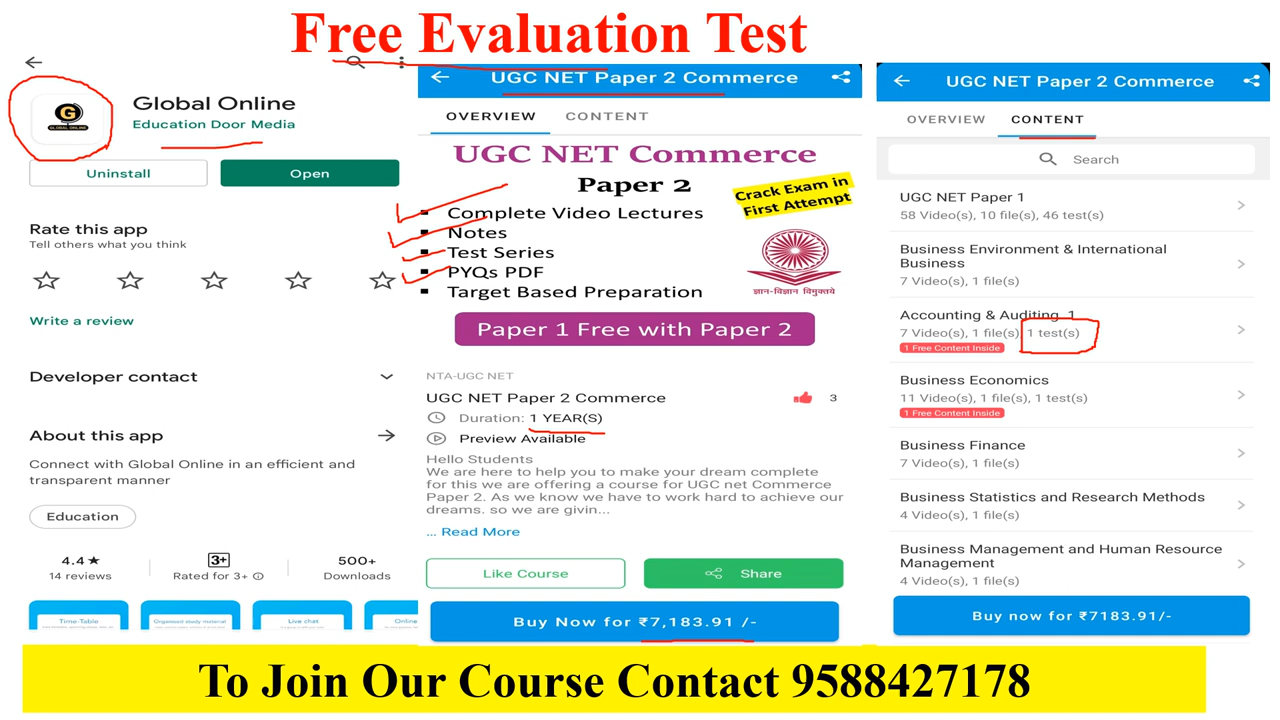 Free Evaluation Test
G
GLOBAL ONLINE
Global Online
Education Door Media
Uninstall
Open
Rate this app
Tell others what you think
Write a review
Developer contact
About this app
Connect with Global Online in an efficient and
transparent manner
Education
4.4★
14 reviews
3+
Rated for 3+
500+
Downloads
Time-Table
Organised study material
Live chat
Online
UGC NET Paper 2 Commerce
OVERVIEW
CONTENT
UGC NET Commerce
Paper 2
Crack Exam in
First Attempt
▪ Complete Video Lectures
▪ Notes
▪ Test Series
▪ PYQs PDF
▪ Target Based Preparation
ज्ञान-विज्ञान विमुक्तये
Paper 1 Free with Paper 2
NTA-UGC NET
UGC NET Paper 2 Commerce
3
Duration: 1 YEAR(S)
Preview Available
Hello Students
We are here to help you to make your dream complete
for this we are offering a course for UGC net Commerce
Paper 2. As we know we have to work hard to achieve our
dreams. so we are givin...
... Read More
Like Course
Share
Buy Now for ₹7,183.91 /-
UGC NET Paper 2 Commerce
OVERVIEW
CONTENT
Search
UGC NET Paper 1
58 Video(s), 10 file(s), 46 test(s)
Business Environment & International
Business
7 Video(s), 1 file(s)
Accounting & Auditing 1
7 Video(s), 1 file(s) 1 test(s)
1 Free Content Inside
Business Economics
11 Video(s), 1 file(s), 1 test(s)
1 Free Content Inside
Business Finance
7 Video(s), 1 file(s)
Business Statistics and Research Methods
4 Video(s), 1 file(s)
Business Management and Human Resource
Management
4 Video(s), 1 file(s)
Buy now for ₹7183.91/-
To Join Our Course Contact 9588427178